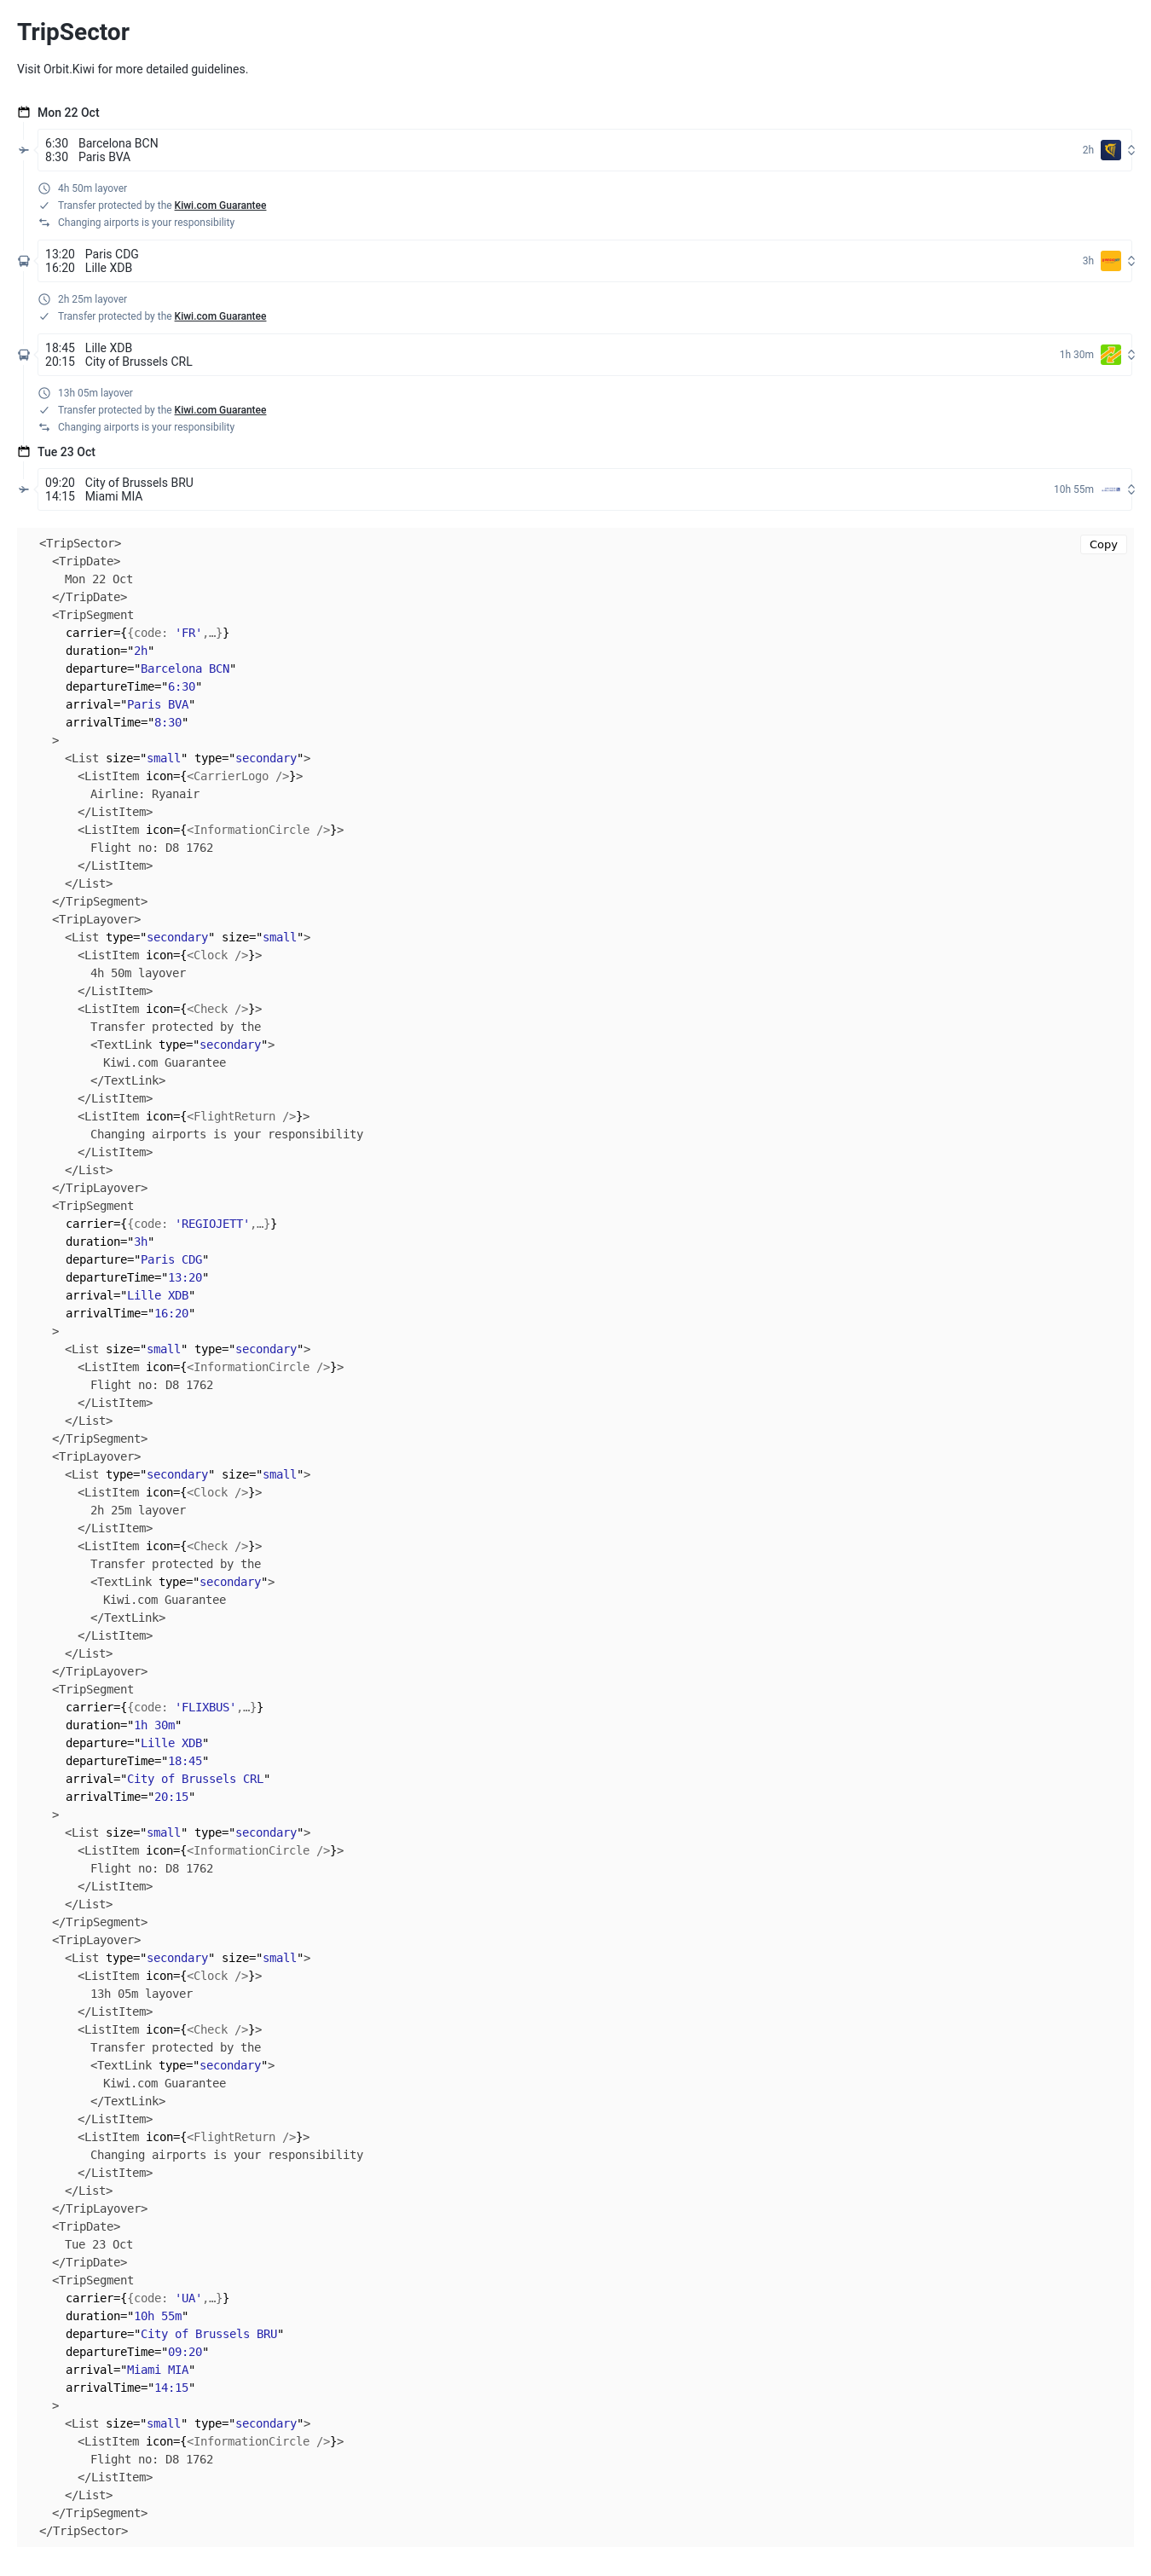 TripSector
Visit Orbit.Kiwi for more detailed guidelines.
Mon 22 Oct
6:30 Barcelona BCN
8:30 Paris BVA
2h
4h 50m layover
Transfer protected by the Kiwi.com Guarantee
Changing airports is your responsibility
13:20 Paris CDG
16:20 Lille XDB
3h
2h 25m layover
Transfer protected by the Kiwi.com Guarantee
18:45 Lille XDB
20:15 City of Brussels CRL
1h 30m
13h 05m layover
Transfer protected by the Kiwi.com Guarantee
Changing airports is your responsibility
Tue 23 Oct
09:20 City of Brussels BRU
14:15 Miami MIA
10h 55m
Copy
<TripSector>
<TripDate>
Mon 22 Oct
</TripDate>
<TripSegment
carrier={{code: 'FR',…}}
duration="2h"
departure="Barcelona BCN"
departureTime="6:30"
arrival="Paris BVA"
arrivalTime="8:30"
>
<List size="small" type="secondary">
<ListItem icon={<CarrierLogo />}>
Airline: Ryanair
</ListItem>
<ListItem icon={<InformationCircle />}>
Flight no: D8 1762
</ListItem>
</List>
</TripSegment>
<TripLayover>
<List type="secondary" size="small">
<ListItem icon={<Clock />}>
4h 50m layover
</ListItem>
<ListItem icon={<Check />}>
Transfer protected by the
<TextLink type="secondary">
Kiwi.com Guarantee
</TextLink>
</ListItem>
<ListItem icon={<FlightReturn />}>
Changing airports is your responsibility
</ListItem>
</List>
</TripLayover>
<TripSegment
carrier={{code: 'REGIOJETT',…}}
duration="3h"
departure="Paris CDG"
departureTime="13:20"
arrival="Lille XDB"
arrivalTime="16:20"
>
<List size="small" type="secondary">
<ListItem icon={<InformationCircle />}>
Flight no: D8 1762
</ListItem>
</List>
</TripSegment>
<TripLayover>
<List type="secondary" size="small">
<ListItem icon={<Clock />}>
2h 25m layover
</ListItem>
<ListItem icon={<Check />}>
Transfer protected by the
<TextLink type="secondary">
Kiwi.com Guarantee
</TextLink>
</ListItem>
</List>
</TripLayover>
<TripSegment
carrier={{code: 'FLIXBUS',…}}
duration="1h 30m"
departure="Lille XDB"
departureTime="18:45"
arrival="City of Brussels CRL"
arrivalTime="20:15"
>
<List size="small" type="secondary">
<ListItem icon={<InformationCircle />}>
Flight no: D8 1762
</ListItem>
</List>
</TripSegment>
<TripLayover>
<List type="secondary" size="small">
<ListItem icon={<Clock />}>
13h 05m layover
</ListItem>
<ListItem icon={<Check />}>
Transfer protected by the
<TextLink type="secondary">
Kiwi.com Guarantee
</TextLink>
</ListItem>
<ListItem icon={<FlightReturn />}>
Changing airports is your responsibility
</ListItem>
</List>
</TripLayover>
<TripDate>
Tue 23 Oct
</TripDate>
<TripSegment
carrier={{code: 'UA',…}}
duration="10h 55m"
departure="City of Brussels BRU"
departureTime="09:20"
arrival="Miami MIA"
arrivalTime="14:15"
>
<List size="small" type="secondary">
<ListItem icon={<InformationCircle />}>
Flight no: D8 1762
</ListItem>
</List>
</TripSegment>
</TripSector>